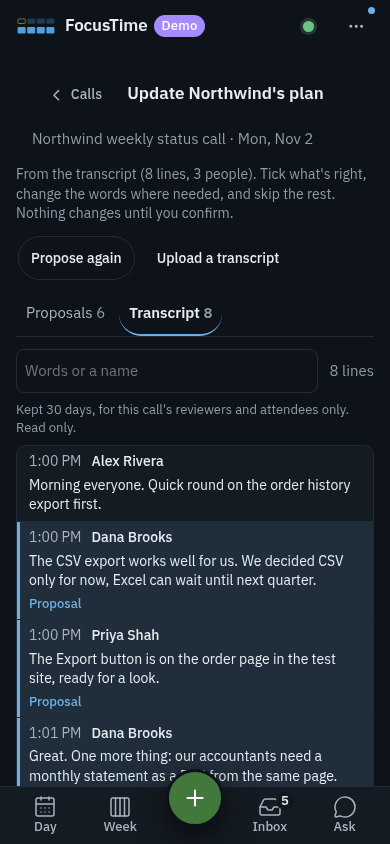 FocusTime Demo
Calls Update Northwind's plan
Northwind weekly status call · Mon, Nov 2
From the transcript (8 lines, 3 people). Tick what's right,
change the words where needed, and skip the rest.
Nothing changes until you confirm.
Propose again Upload a transcript
Proposals 6 Transcript 8
Words or a name 8 lines
Kept 30 days, for this call's reviewers and attendees only.
Read only.
1:00 PM Alex Rivera
Morning everyone. Quick round on the order history
export first.
1:00 PM Dana Brooks
The CSV export works well for us. We decided CSV
only for now, Excel can wait until next quarter.
Proposal
1:00 PM Priya Shah
The Export button is on the order page in the test
site, ready for a look.
Proposal
1:01 PM Dana Brooks
Great. One more thing: our accountants need a
monthly statement as a from the same page.
Day Week Inbox 5 Ask